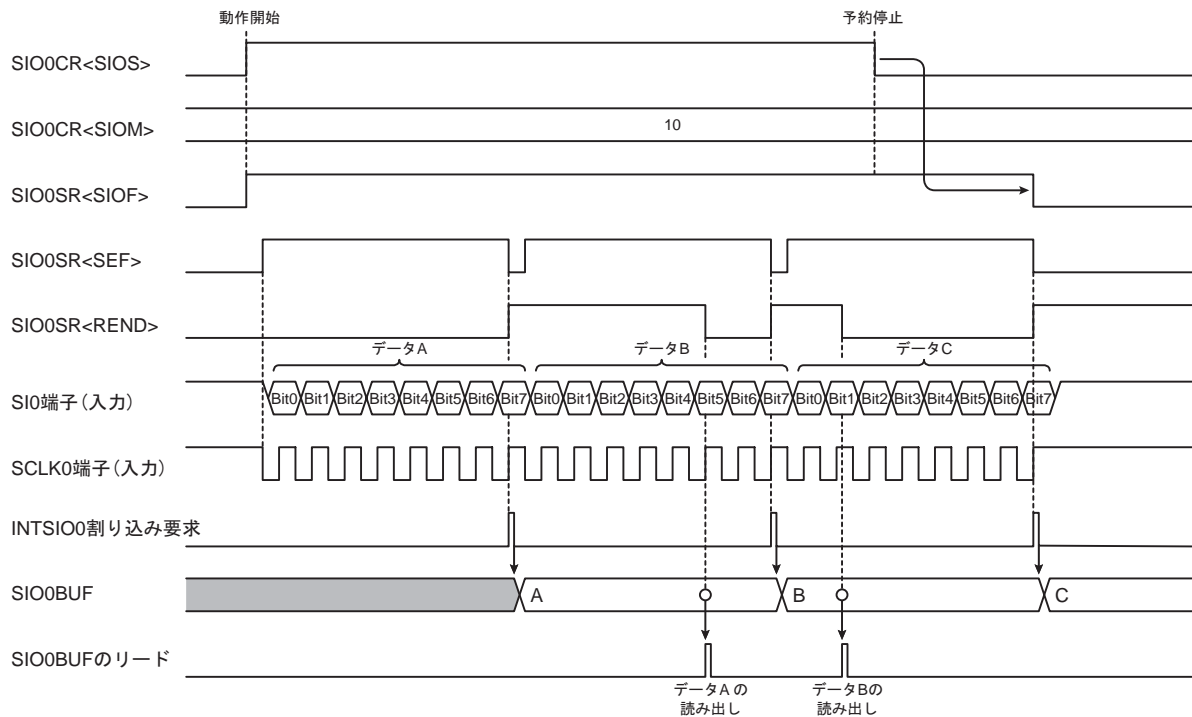 動作開始
予約停止
SIO0CR<SIOS>
SIO0CR<SIOM>
10
SIO0SR<SIOF>
SIO0SR<SEF>
SIO0SR<REND>
データA
データB
データC
SI0端子(入力)
Bit0 Bit1 Bit2 Bit3 Bit4 Bit5 Bit6 Bit7 Bit0 Bit1 Bit2 Bit3 Bit4 Bit5 Bit6 Bit7 Bit0 Bit1 Bit2 Bit3 Bit4 Bit5 Bit6 Bit7
SCLK0端子(入力)
INTSIO0割り込み要求
SIO0BUF
A
B
C
SIO0BUFのリード
データA の
読み出し
データBの
読み出し